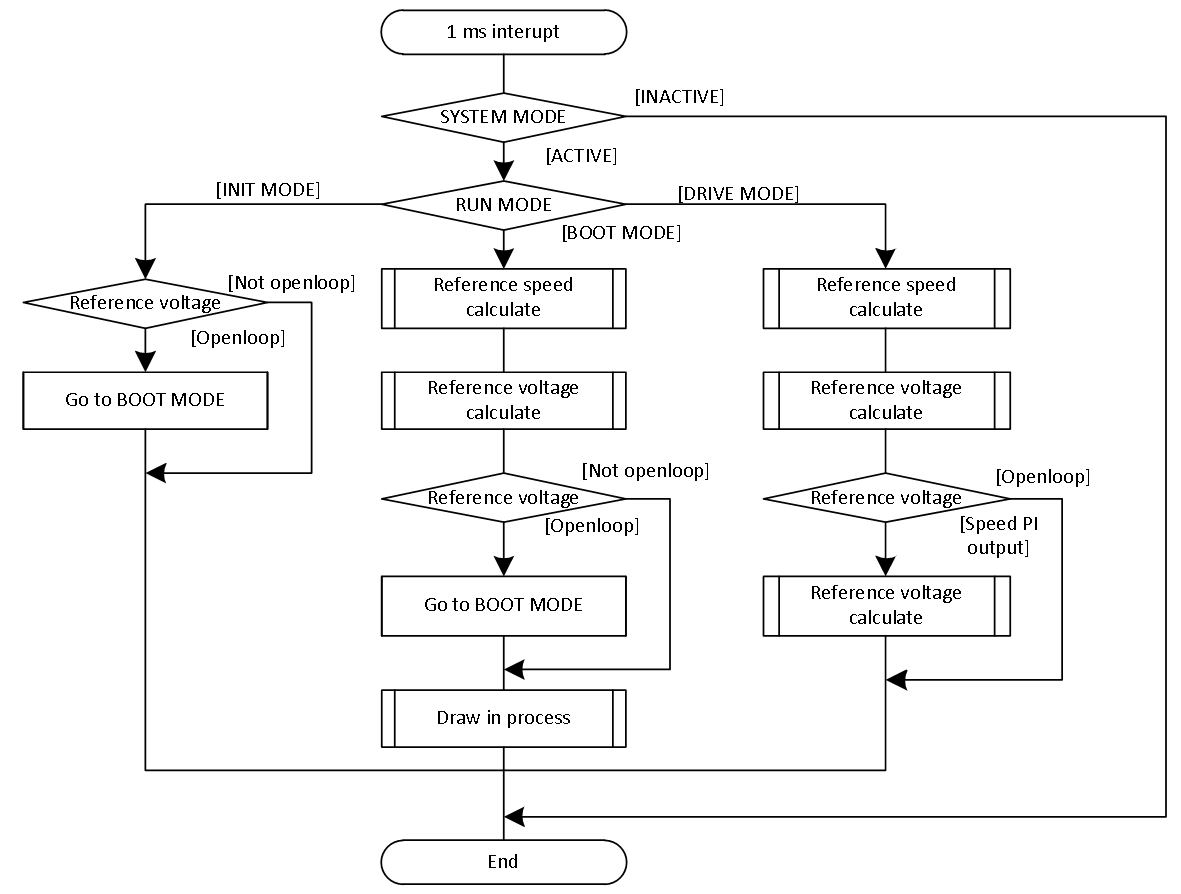 1 ms interupt
[INACTIVE]
SYSTEM MODE
[ACTIVE]
[INIT MODE]
RUN MODE
[DRIVE MODE]
[BOOT MODE]
Reference voltage
[Not openloop]
[Openloop]
Go to BOOT MODE
Reference speed
calculate
Reference voltage
calculate
[Not openloop]
Reference voltage
[Openloop]
Go to BOOT MODE
Draw in process
Reference speed
calculate
Reference voltage
calculate
[Openloop]
Reference voltage
[Speed PI
output]
Reference voltage
calculate
End